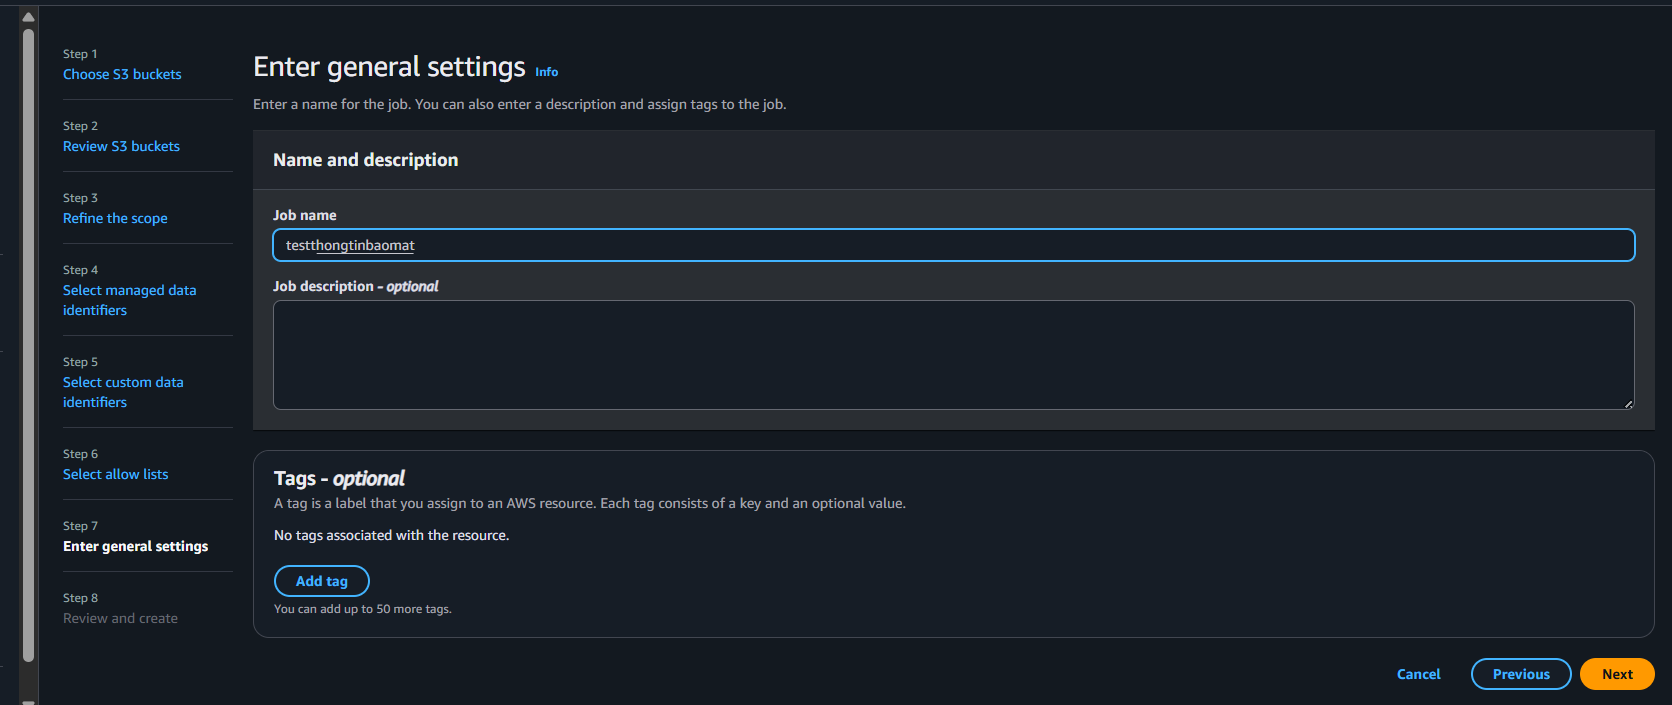 Step 1
Choose S3 buckets
Step 2
Review S3 buckets
Step 3
Refine the scope
Step 4
Select managed data
identifiers
Step 5
Select custom data
identifiers
Step 6
Select allow lists
Step 7
Enter general settings
Step 8
Review and create
Enter general settings Info
Enter a name for the job. You can also enter a description and assign tags to the job.
Name and description
Job name
testthongtinbaomat
Job description - optional
Tags - optional
A tag is a label that you assign to an AWS resource. Each tag consists of a key and an optional value.
No tags associated with the resource.
Add tag
You can add up to 50 more tags.
Cancel Previous Next